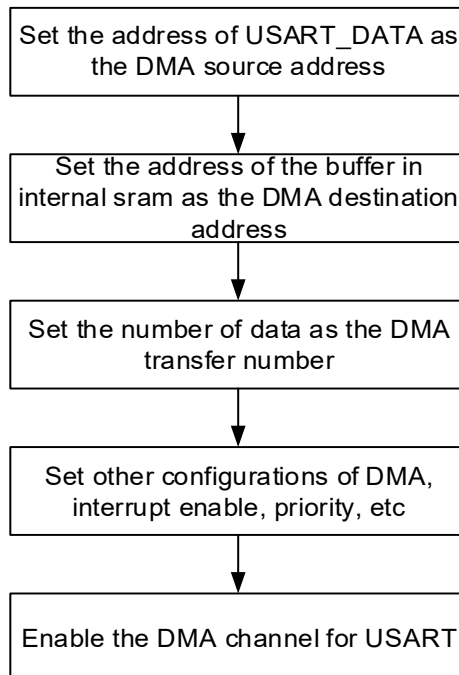 Set the address of USART_DATA as
the DMA source address
Set the address of the buffer in
internal sram as the DMA destination
address
Set the number of data as the DMA
transfer number
Set other configurations of DMA,
interrupt enable, priority, etc
Enable the DMA channel for USART